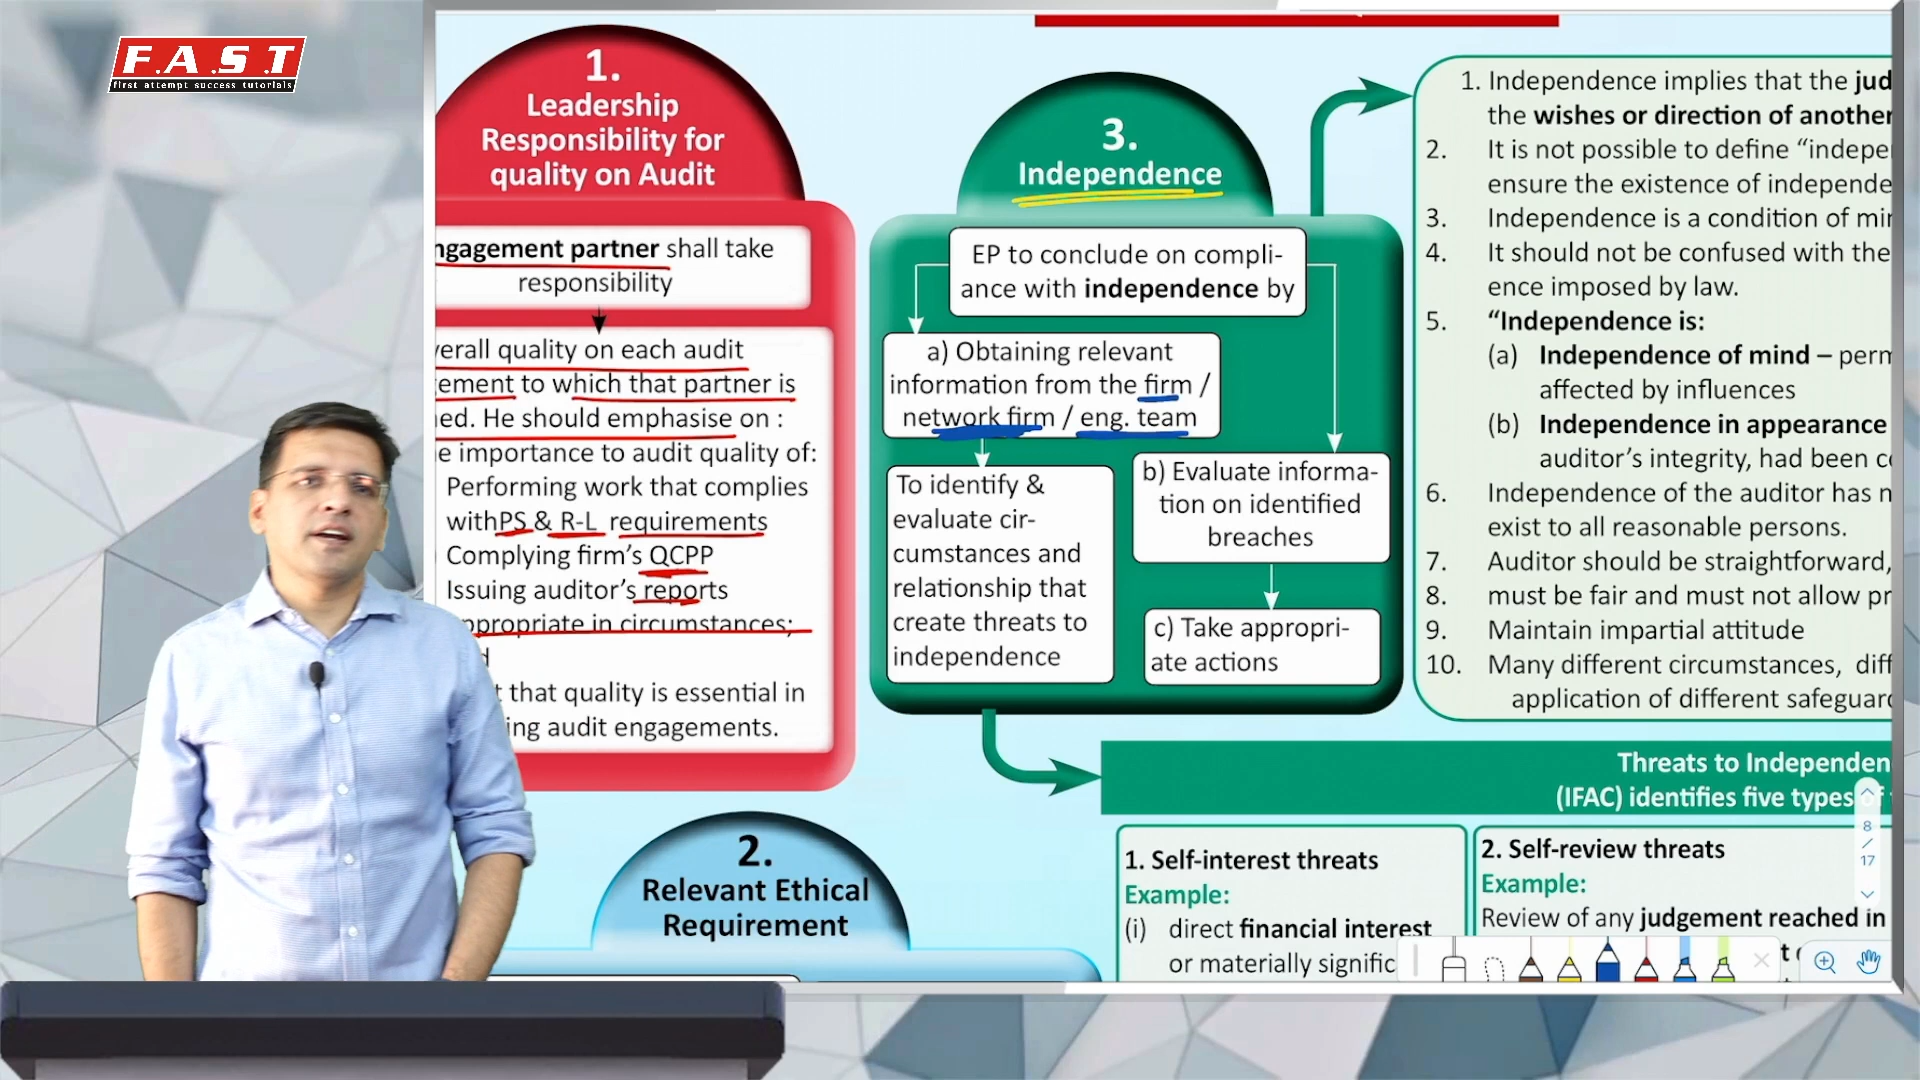 F.A.S.T
first attempt success tutorials
1.
Leadership
Responsibility for
quality on Audit
ngagement partner shall take
responsibility
verall quality on each audit
ement to which that partner is
ed. He should emphasise on :
e importance to audit quality of:
Performing work that complies
withPS & R-L requirements
Complying firm's QCPP
Issuing auditor's reports
ppropriate in circumstances;
d
t that quality is essential in
ing audit engagements.
2.
Relevant Ethical
Requirement
3.
Independence
EP to conclude on compli-
ance with independence by
a) Obtaining relevant
information from the firm /
network firm / eng. team
To identify &
evaluate cir-
cumstances and
relationship that
create threats to
independence
b) Evaluate informa-
tion on identified
breaches
c) Take appropri-
ate actions
1. Independence implies that the jud
the wishes or direction of another
2. It is not possible to define “indepe
ensure the existence of independe
3. Independence is a condition of min
4. It should not be confused with the
ence imposed by law.
5. “Independence is:
(a) Independence of mind – perm
affected by influences
(b) Independence in appearance
auditor's integrity, had been c
6. Independence of the auditor has n
exist to all reasonable persons.
7. Auditor should be straightforward,
8. must be fair and must not allow pr
9. Maintain impartial attitude
10. Many different circumstances, diff
application of different safeguard
Threats to Independen
(IFAC) identifies five types of
1. Self-interest threats
Example:
(i) direct financial interest
or materially signific
2. Self-review threats
Example:
Review of any judgement reached in
8
/
17